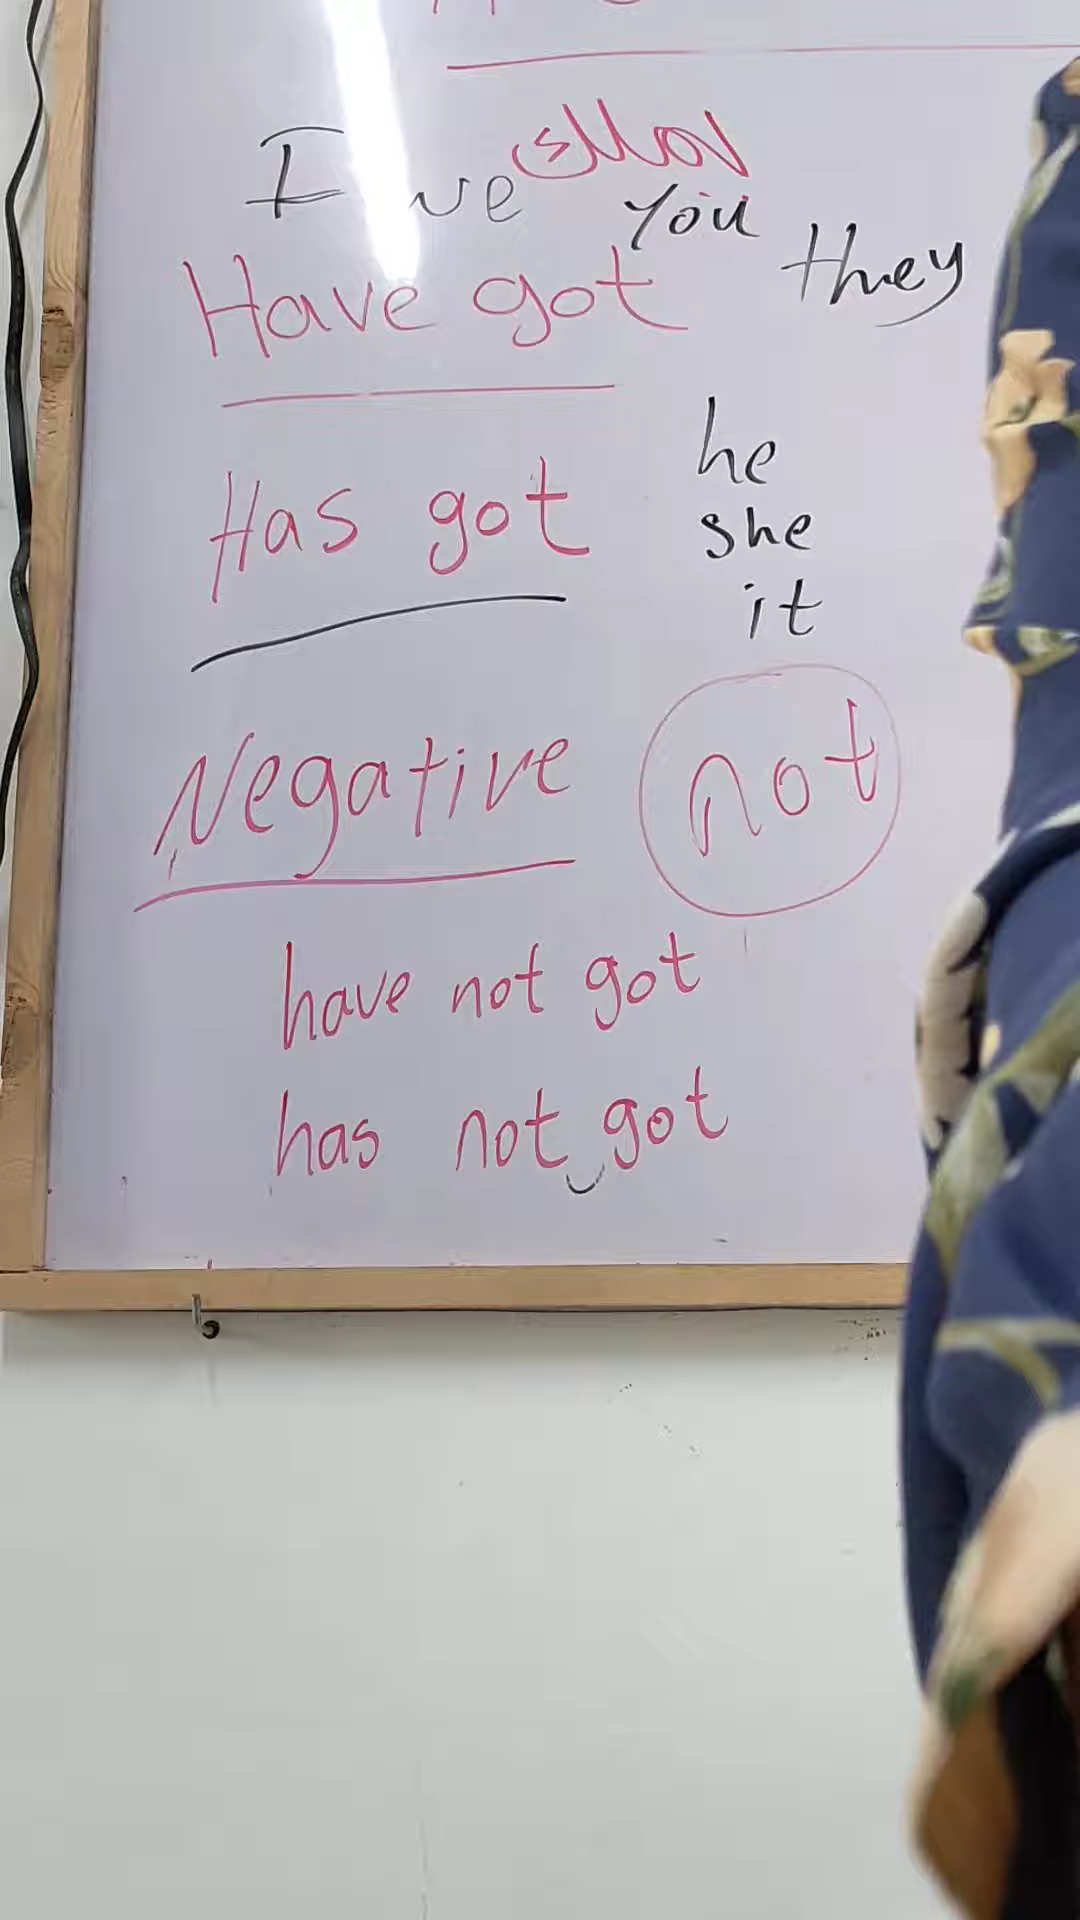 I we you they
Have got
Has got
he
she
it
Negative not
have not got
has not got